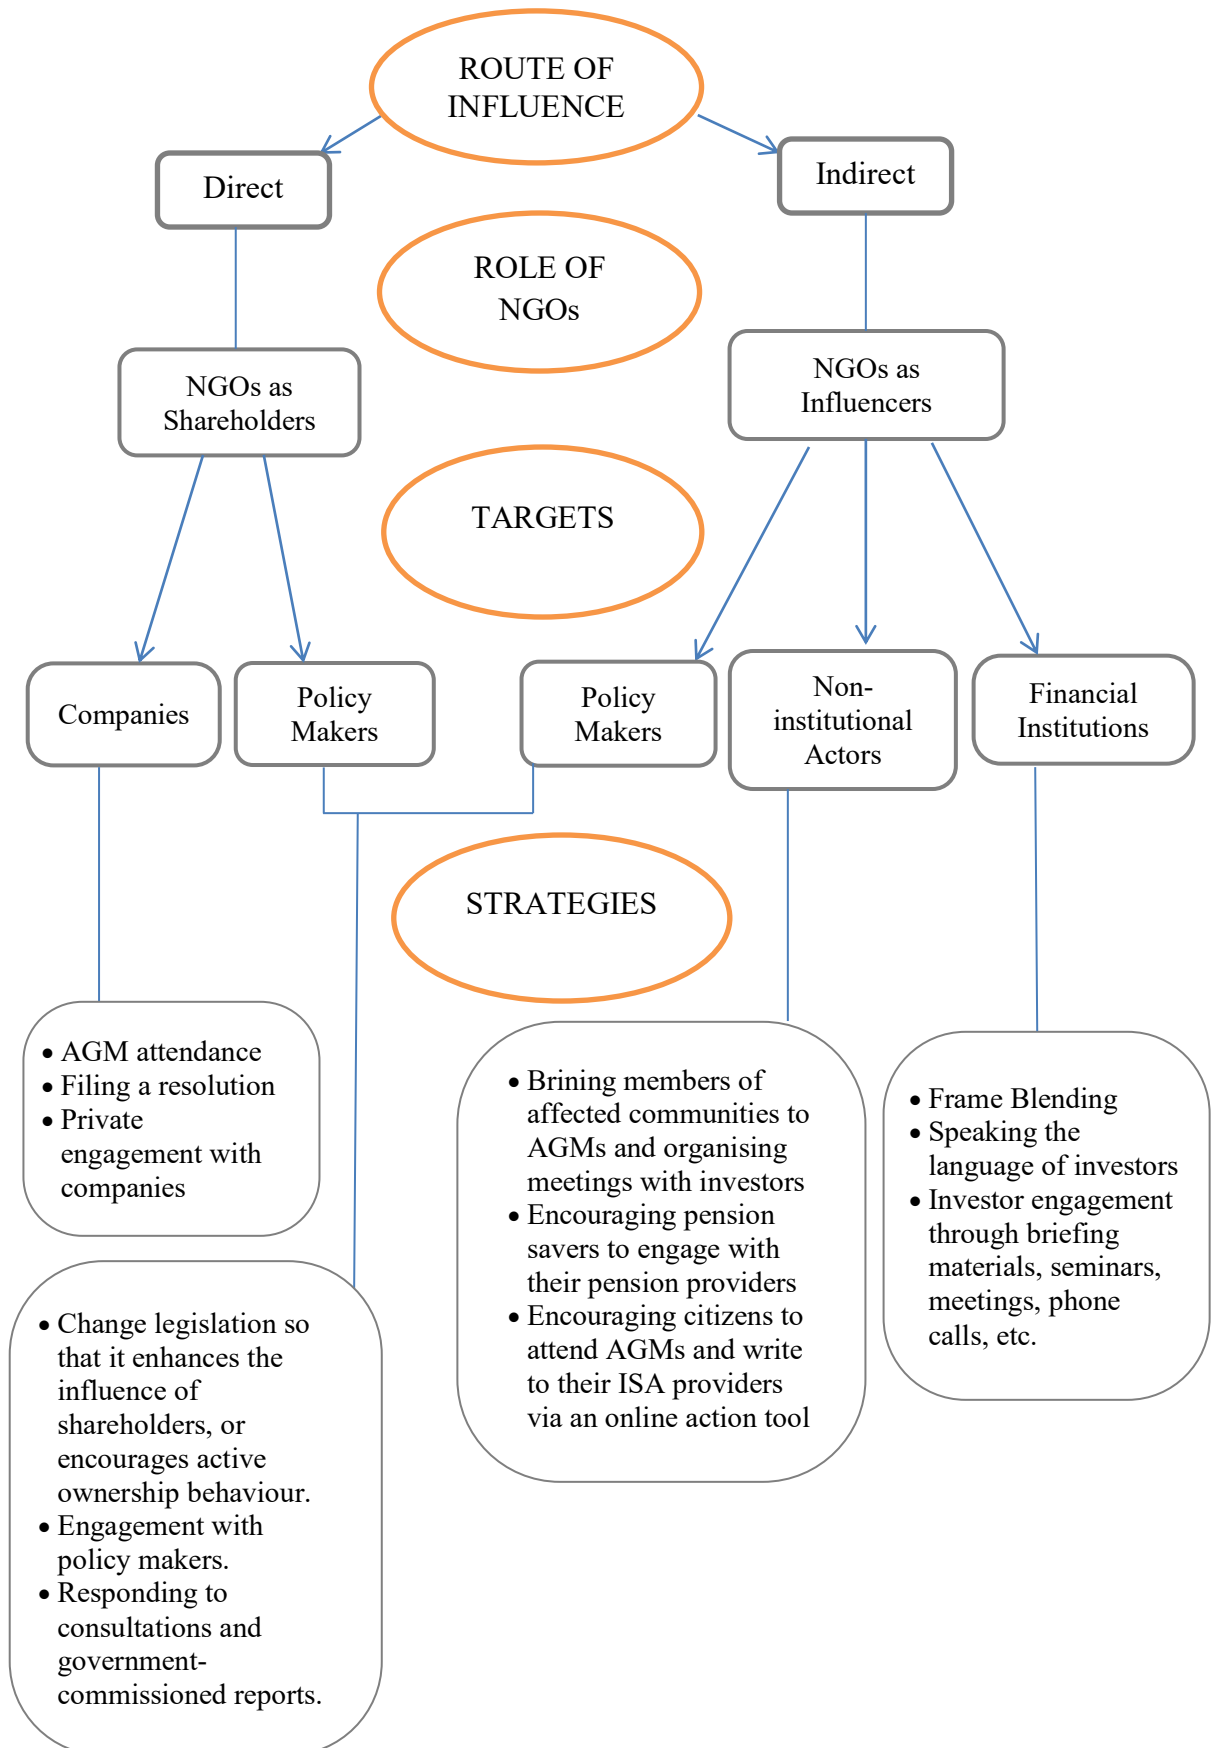 ROUTE OF
INFLUENCE
Direct
Indirect
ROLE OF
NGOs
NGOs as
Shareholders
NGOs as
Influencers
TARGETS
Companies
Policy
Makers
Policy
Makers
Non-
institutional
Actors
Financial
Institutions
STRATEGIES
• AGM attendance
• Filing a resolution
• Private
engagement with
companies
• Change legislation so
that it enhances the
influence of
shareholders, or
encourages active
ownership behaviour.
• Engagement with
policy makers.
• Responding to
consultations and
government-
commissioned reports.
• Brining members of
affected communities to
AGMs and organising
meetings with investors
• Encouraging pension
savers to engage with
their pension providers
• Encouraging citizens to
attend AGMs and write
to their ISA providers
via an online action tool
• Frame Blending
• Speaking the
language of investors
• Investor engagement
through briefing
materials, seminars,
meetings, phone
calls, etc.